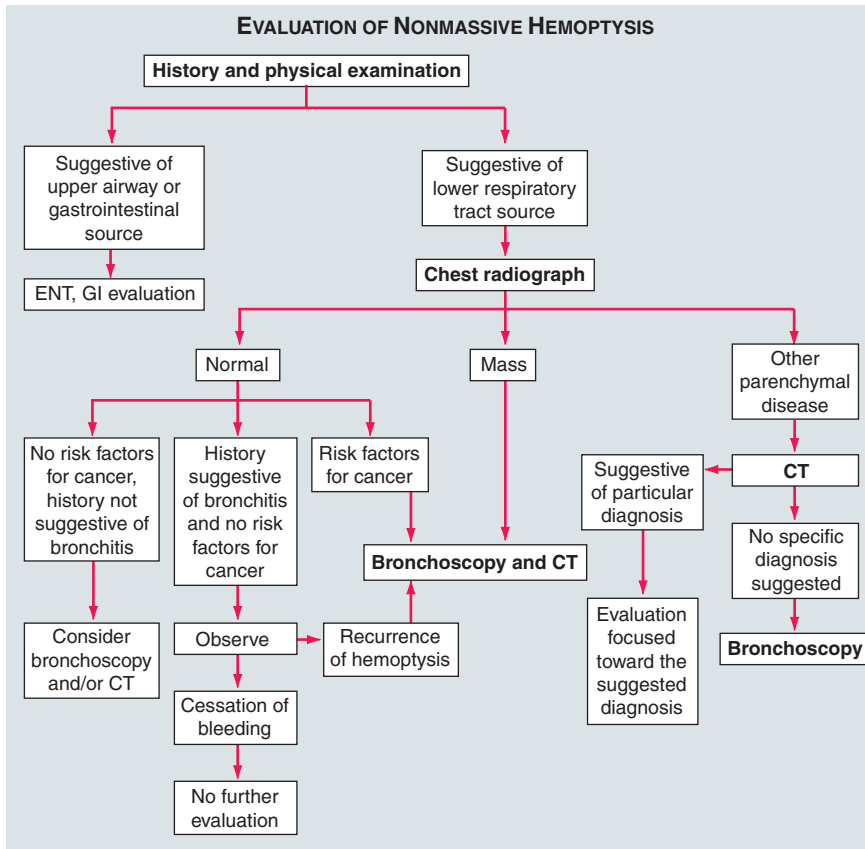 EVALUATION OF NONMASSIVE HEMOPTYSIS
History and physical examination
Suggestive of
upper airway or
gastrointestinal
source
Suggestive of
lower respiratory
tract source
ENT, GI evaluation
Chest radiograph
Normal
Mass
Other
parenchymal
disease
No risk factors
for cancer,
history not
suggestive of
bronchitis
History
suggestive
of bronchitis
and no risk
factors for
cancer
Risk factors
for cancer
Suggestive
of particular
diagnosis
CT
No specific
diagnosis
suggested
Bronchoscopy and CT
Consider
bronchoscopy
and/or CT
Observe
Recurrence
of hemoptysis
Evaluation
focused
toward the
suggested
diagnosis
Bronchoscopy
Cessation of
bleeding
No further
evaluation